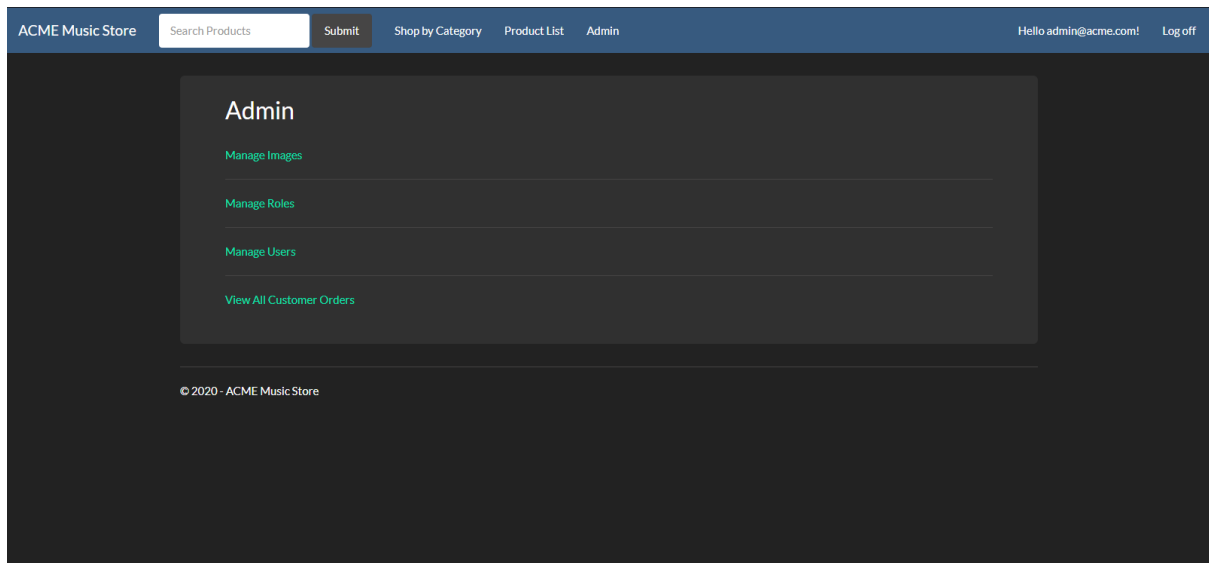 ACME Music Store Search Products Submit Shop by Category Product List Admin Hello admin@acme.com! Log off
Admin
Manage Images
Manage Roles
Manage Users
View All Customer Orders
© 2020 - ACME Music Store